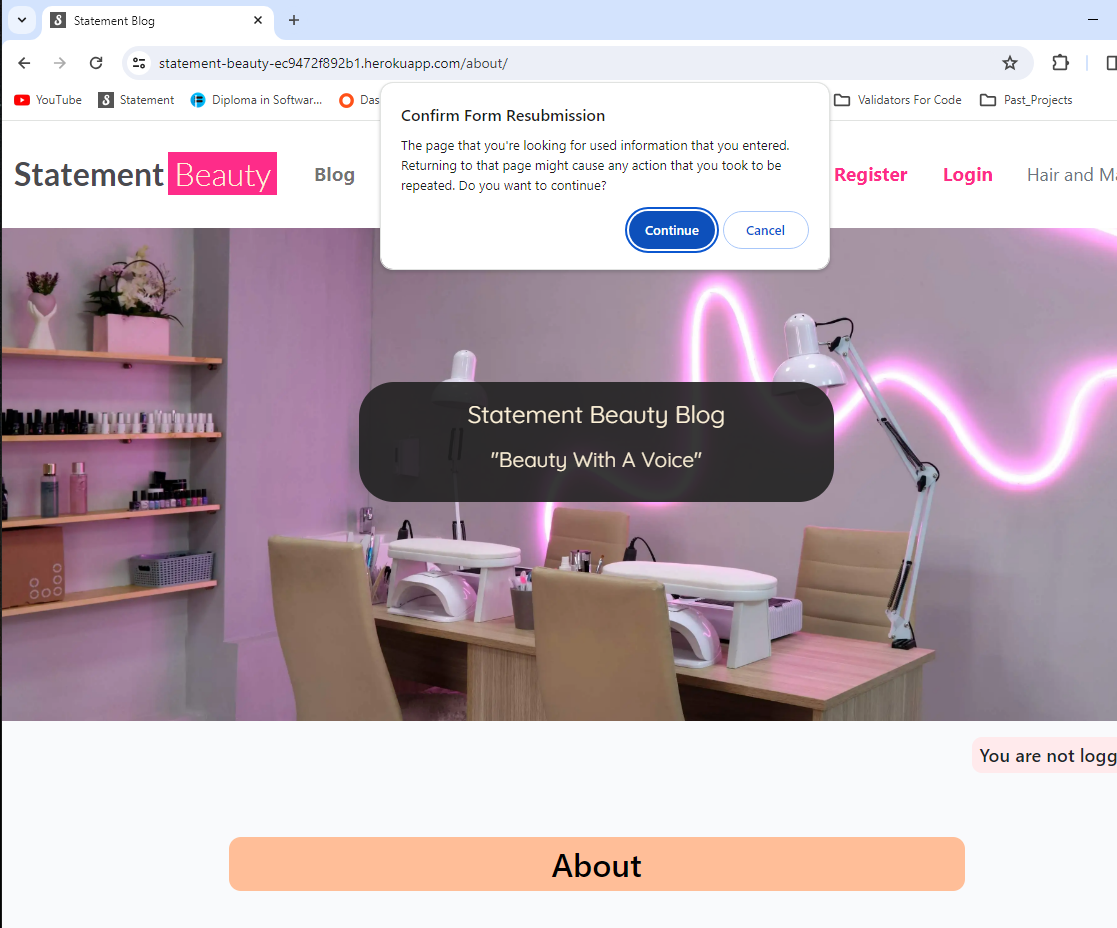 Statement Blog
statement-beauty-ec9472f892b1.herokuapp.com/about/
YouTube
Statement
Diploma in Softwar...
Das
Validators For Code
Past_Projects
Confirm Form Resubmission
The page that you're looking for used information that you entered.
Returning to that page might cause any action that you took to be
repeated. Do you want to continue?
Continue
Cancel
Statement Beauty
Blog
Register
Login
Hair and Ma
Statement Beauty Blog
"Beauty With A Voice"
You are not logg
About